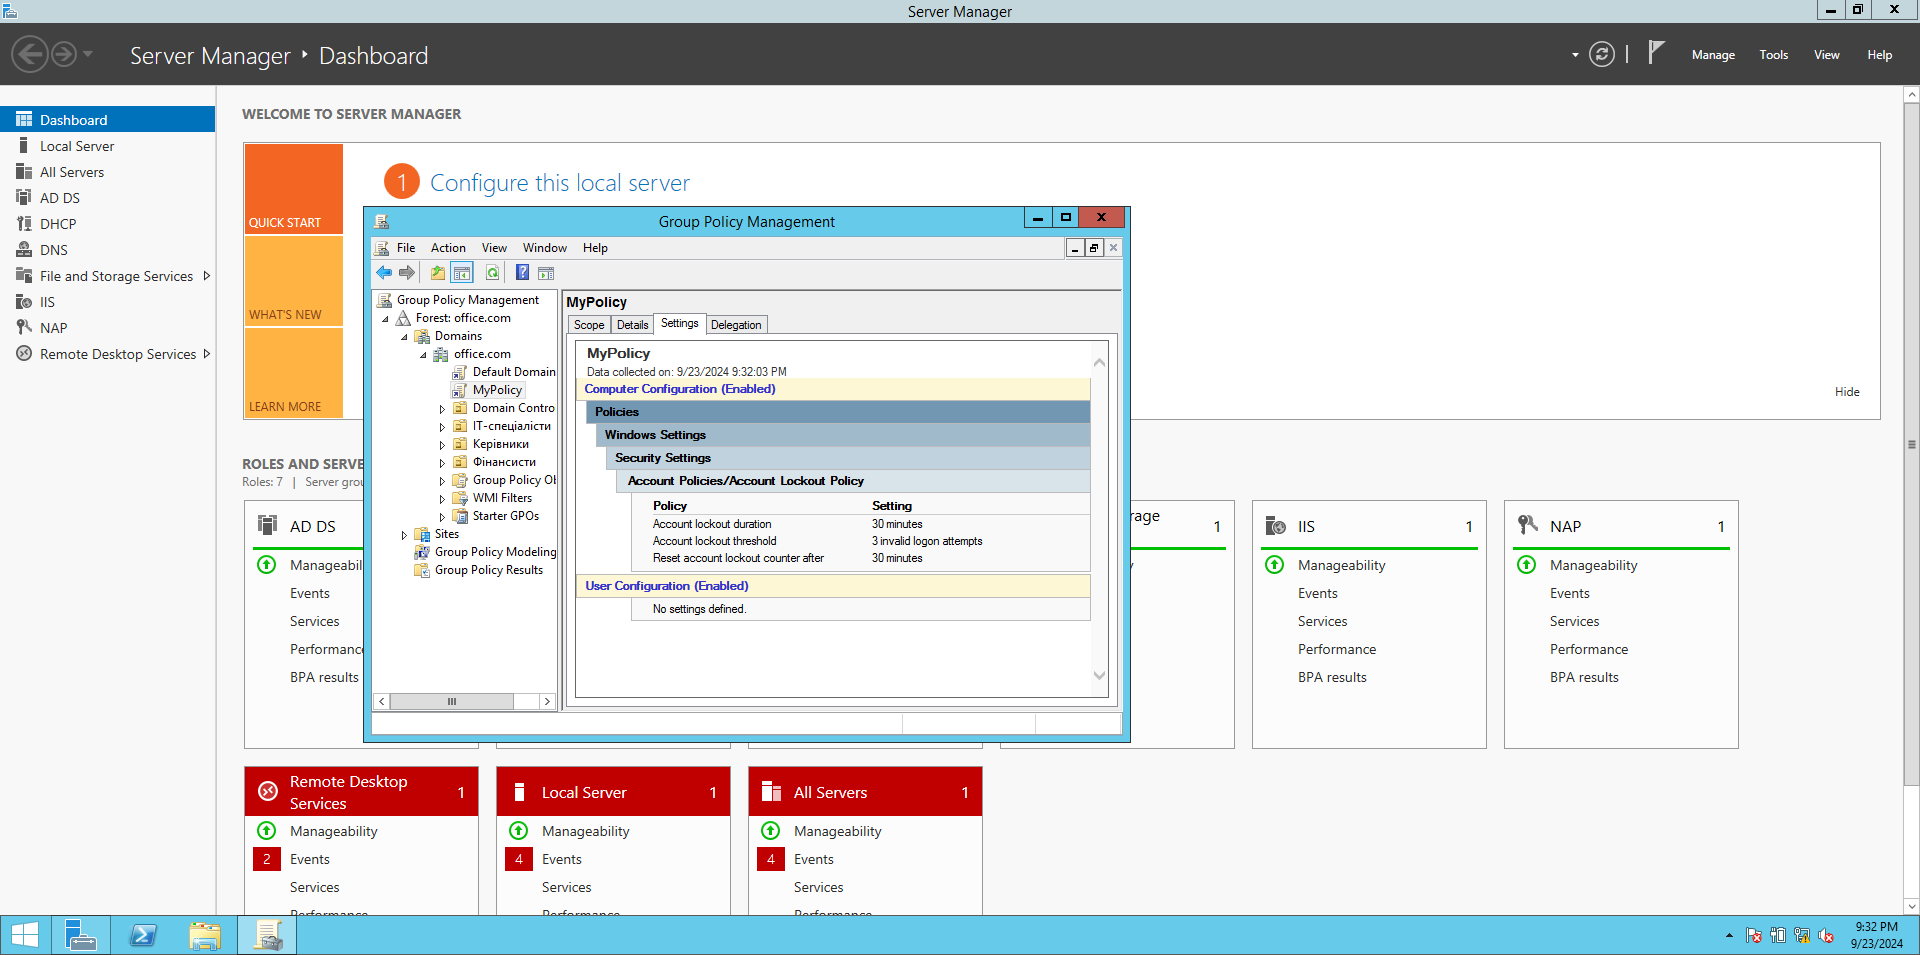 Server Manager
Server Manager Dashboard
Manage Tools View Help
Dashboard
Local Server
All Servers
AD DS
DHCP
DNS
File and Storage Services
IIS
NAP
Remote Desktop Services
WELCOME TO SERVER MANAGER
QUICK START
WHAT'S NEW
LEARN MORE
1 Configure this local server
Hide
Group Policy Management
File Action View Window Help
Group Policy Management
Forest: office.com
Domains
office.com
Default Domain
MyPolicy
Domain Contro
ІТ-спеціалісти
Керівники
Фінансисти
Group Policy Ob
WMI Filters
Starter GPOs
Sites
Group Policy Modeling
Group Policy Results
MyPolicy
Scope Details Settings Delegation
MyPolicy
Data collected on: 9/23/2024 9:32:03 PM
Computer Configuration (Enabled)
Policies
Windows Settings
Security Settings
Account Policies/Account Lockout Policy
Policy Setting
Account lockout duration 30 minutes
Account lockout threshold 3 invalid logon attempts
Reset account lockout counter after 30 minutes
User Configuration (Enabled)
No settings defined.
ROLES AND SERVE
Roles: 7 | Server grou
AD DS
Manageabil
Events
Services
Performanc
BPA results
rage 1
IIS 1
Manageability
Events
Services
Performance
BPA results
NAP 1
Manageability
Events
Services
Performance
BPA results
Remote Desktop
Services 1
Manageability
2 Events
Services
Performance
Local Server 1
Manageability
4 Events
Services
Performance
All Servers 1
Manageability
4 Events
Services
Performance
9:32 PM
9/23/2024